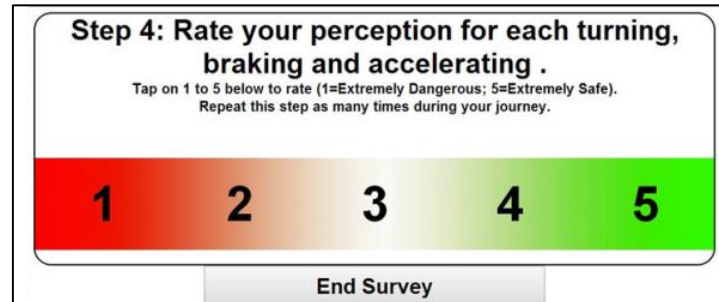 Step 4: Rate your perception for each turning,
braking and accelerating .
Tap on 1 to 5 below to rate (1=Extremely Dangerous; 5=Extremely Safe).
Repeat this step as many times during your journey.
1 2 3 4 5
End Survey